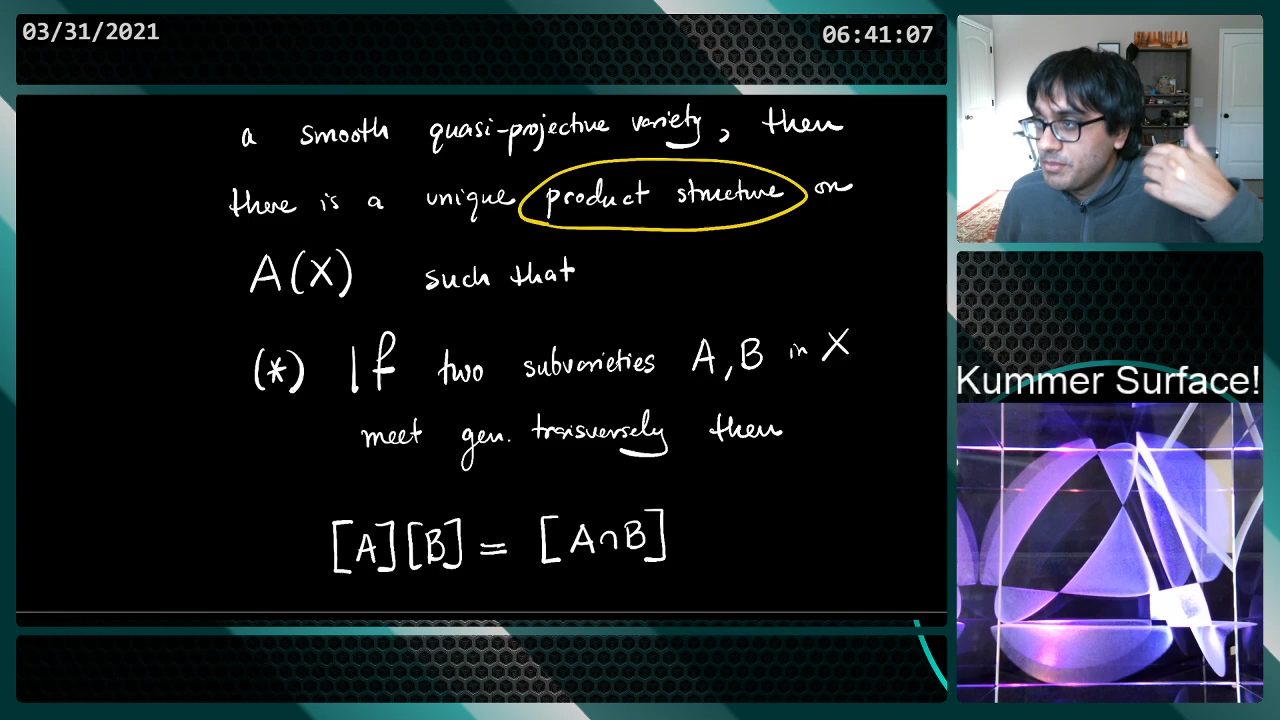 03/31/2021
06:41:07
a smooth quasi-projective variety, then
there is a unique product structure on
A(X) such that
(*) If two subvarieties A, B in X
meet gen. transversely then
[A][B] = [A∩B]
Kummer Surface!